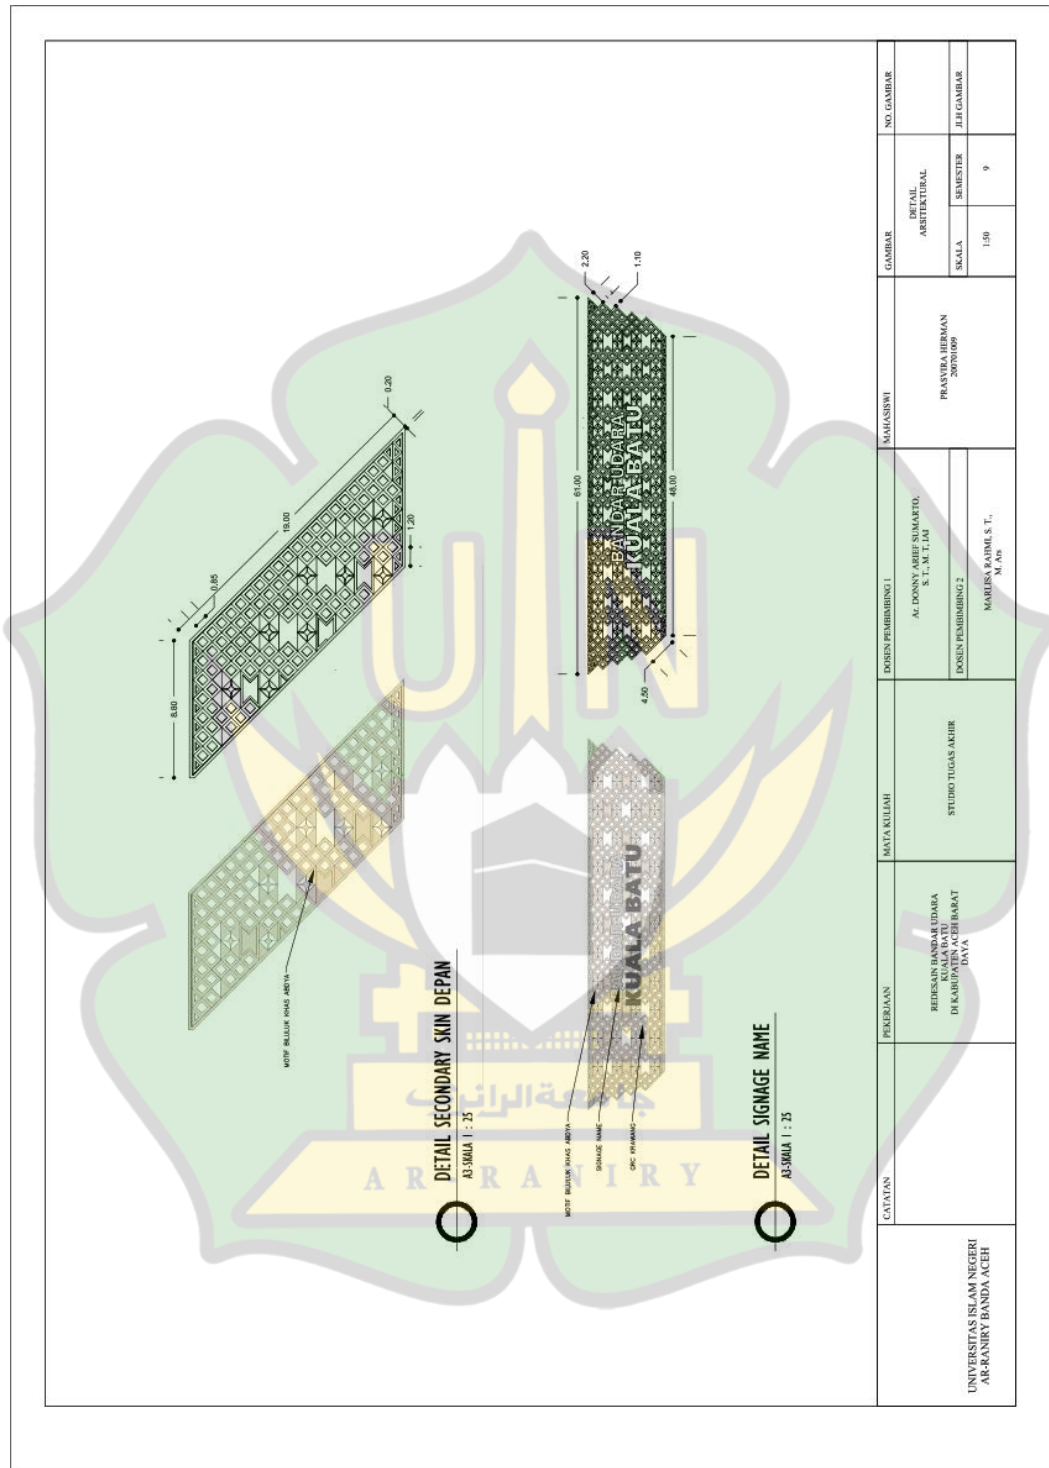 8.80
0.85
19.00
0.20
1.20
MOTIF BILULUK KHAS ABDYA
DETAIL SECONDARY SKIN DEPAN
A3-SKALA 1 : 25
61.00
2.20
1.10
48.00
4.50
BANDAR UDARA
KUALA BATU
KUALA BATU
MOTIF BILULUK KHAS ABDYA
SIGNAGE NAME
GRC KRAWANG
DETAIL SIGNAGE NAME
A3-SKALA 1 : 25
UIN
جامعة الرانري
AR-RANIRY
UNIVERSITAS ISLAM NEGERI
AR-RANIRY BANDA ACEH
CATATAN
PEKERJAAN
REDESAIN BANDAR UDARA
KUALA BATU
DI KABUPATEN ACEH BARAT
DAYA
MATA KULIAH
STUDIO TUGAS AKHIR
DOSEN PEMBIMBING 1
Ar. DONNY ARIEF SUMARTO,
S. T., M. T, IAI
DOSEN PEMBIMBING 2
MARLISA RAHMI, S. T.,
M. Ars
MAHASISWI
PRASVIRA HERMAN
200701009
GAMBAR
DETAIL
ARSITEKTURAL
SKALA
1:50
SEMESTER
9
NO. GAMBAR
JLH GAMBAR